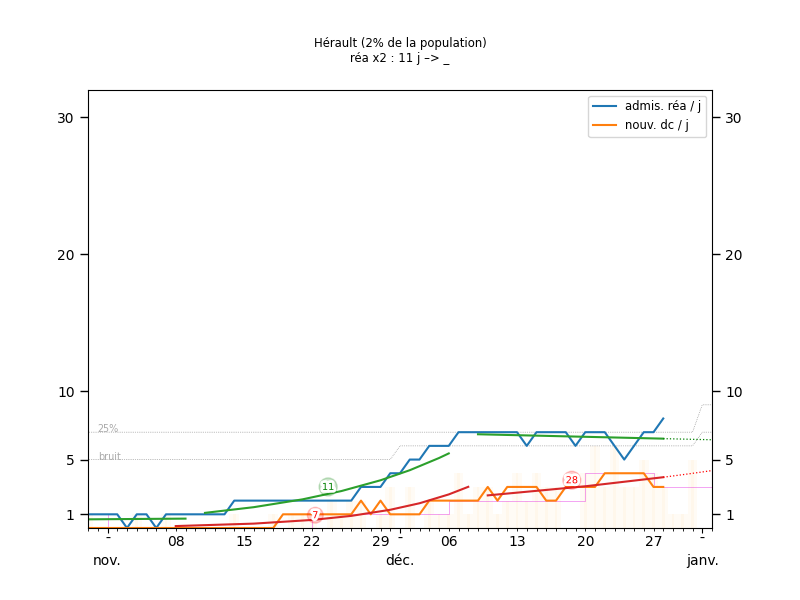 Hérault (2% de la population)
réa x2 : 11 j –> _
admis. réa / j
nouv. dc / j
30 30
20 20
10 10
25%
5 5
bruit
11
28
7
1 1
- 08 15 22 29 - 06 13 20 27 -
nov. déc. janv.